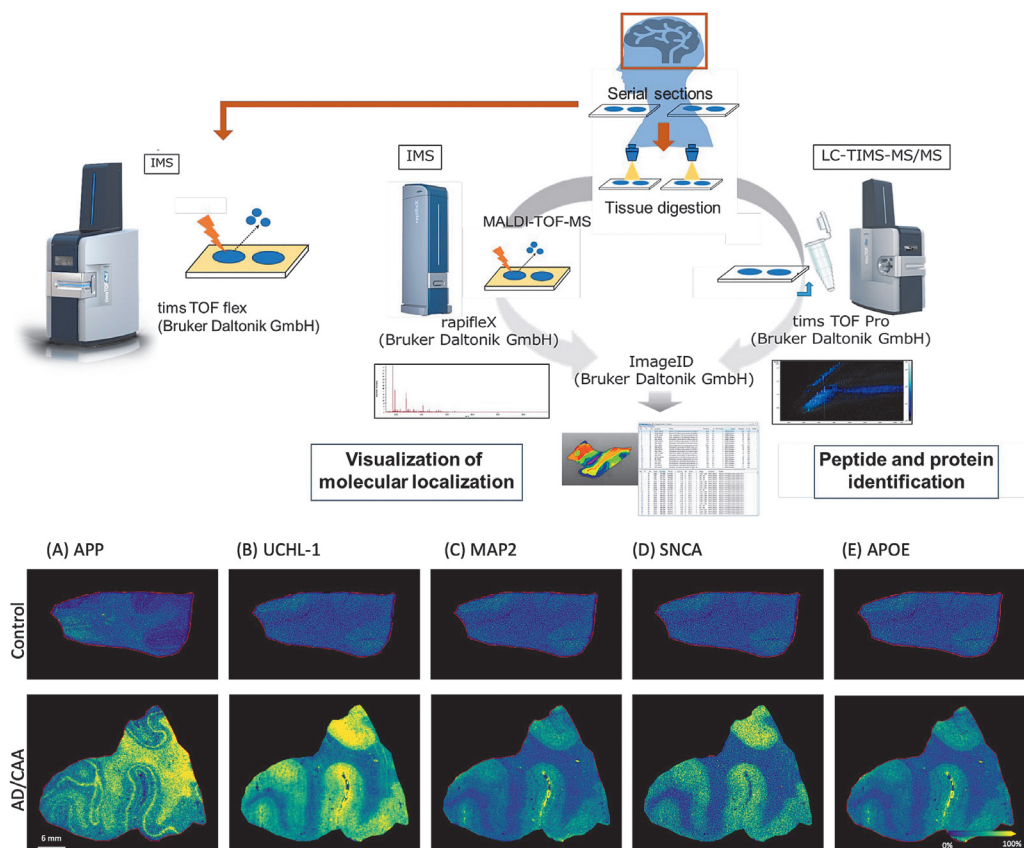 Serial sections
IMS
IMS
LC-TIMS-MS/MS
Tissue digestion
MALDI-TOF-MS
tims TOF flex
(Bruker Daltonik GmbH)
rapifleX
(Bruker Daltonik GmbH)
tims TOF Pro
(Bruker Daltonik GmbH)
ImageID
(Bruker Daltonik GmbH)
Visualization of
molecular localization
Peptide and protein
identification
(A) APP
(B) UCHL-1
(C) MAP2
(D) SNCA
(E) APOE
Control
AD/CAA
6 mm
0%
100%